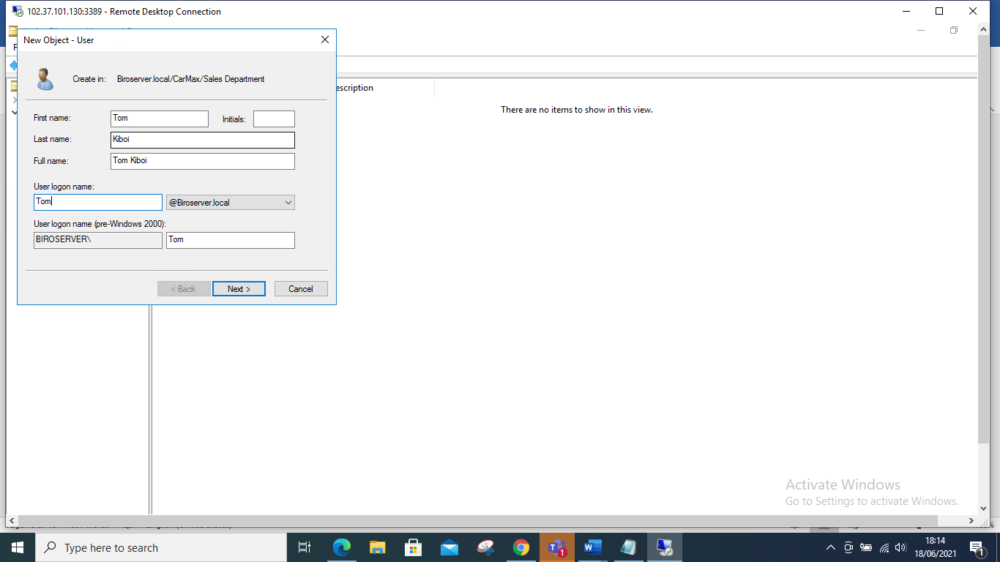 102.37.101.130:3389 - Remote Desktop Connection
New Object - User
Create in: Biroserver.local/CarMax/Sales Department
First name: Tom Initials:
Last name: Kiboi
Full name: Tom Kiboi
User logon name:
Tom @Biroserver.local
User logon name (pre-Windows 2000):
BIROSERVER\ Tom
< Back Next > Cancel
escription
There are no items to show in this view.
Activate Windows
Go to Settings to activate Windows.
Type here to search
1
18:14
18/06/2021
1